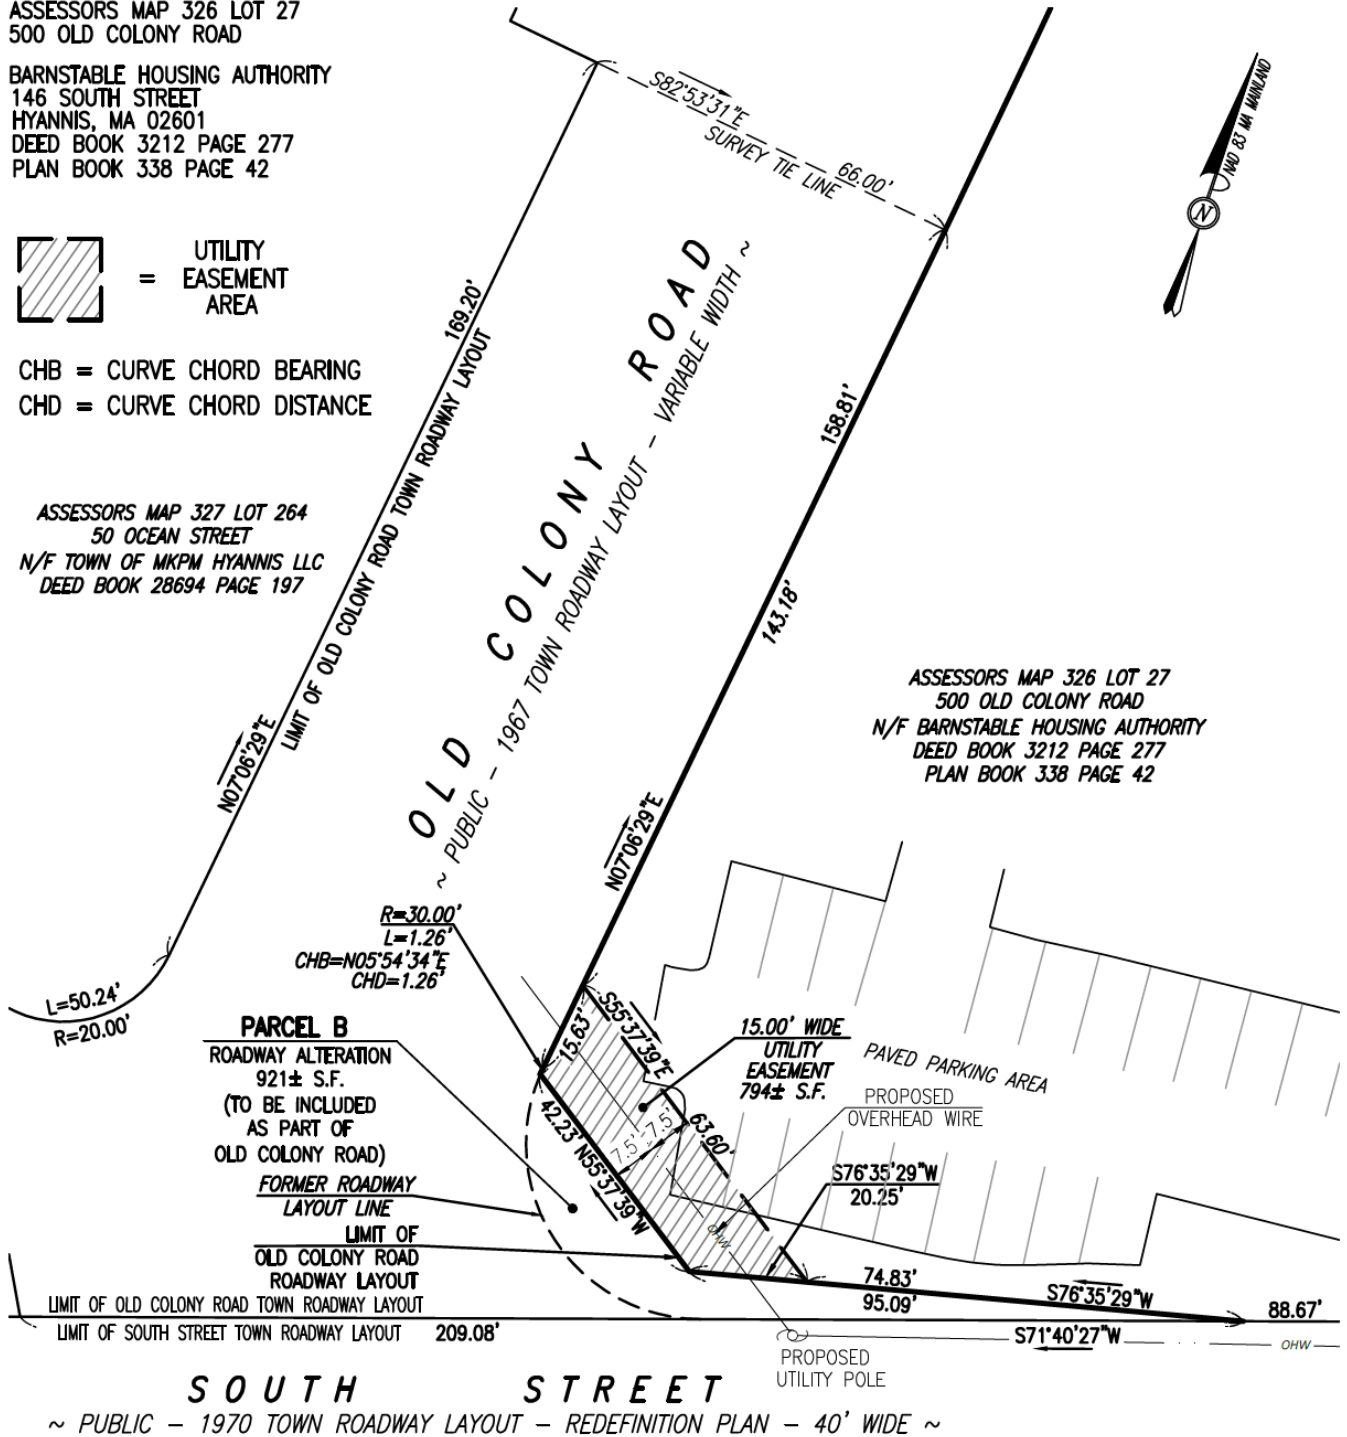 ASSESSORS MAP 326 LOT 27
500 OLD COLONY ROAD
BARNSTABLE HOUSING AUTHORITY
146 SOUTH STREET
HYANNIS, MA 02601
DEED BOOK 3212 PAGE 277
PLAN BOOK 338 PAGE 42
= UTILITY
EASEMENT
AREA
CHB = CURVE CHORD BEARING
CHD = CURVE CHORD DISTANCE
ASSESSORS MAP 327 LOT 264
50 OCEAN STREET
N/F TOWN OF MKPM HYANNIS LLC
DEED BOOK 28694 PAGE 197
S82°53'31"E
66.00'
SURVEY TIE LINE
NAD 83 MA MAINLAND
N
169.20'
LIMIT OF OLD COLONY ROAD TOWN ROADWAY LAYOUT
N07°06'29"E
OLD COLONY ROAD
~ PUBLIC - 1967 TOWN ROADWAY LAYOUT - VARIABLE WIDTH ~
158.81'
143.18'
N07°06'29"E
ASSESSORS MAP 326 LOT 27
500 OLD COLONY ROAD
N/F BARNSTABLE HOUSING AUTHORITY
DEED BOOK 3212 PAGE 277
PLAN BOOK 338 PAGE 42
R=30.00'
L=1.26'
CHB=N05°54'34"E
CHD=1.26'
L=50.24'
R=20.00'
PARCEL B
ROADWAY ALTERATION
921± S.F.
(TO BE INCLUDED
AS PART OF
OLD COLONY ROAD)
FORMER ROADWAY
LAYOUT LINE
LIMIT OF
OLD COLONY ROAD
ROADWAY LAYOUT
15.63'
S55°37'39"E
63.60'
42.23' N55°37'39"W
7.5' 7.5'
OHW
15.00' WIDE
UTILITY
EASEMENT
794± S.F.
PAVED PARKING AREA
PROPOSED
OVERHEAD WIRE
S76°35'29"W
20.25'
74.83'
95.09'
S76°35'29"W
88.67'
LIMIT OF OLD COLONY ROAD TOWN ROADWAY LAYOUT
LIMIT OF SOUTH STREET TOWN ROADWAY LAYOUT 209.08'
S71°40'27"W
OHW
PROPOSED
UTILITY POLE
SOUTH STREET
~ PUBLIC - 1970 TOWN ROADWAY LAYOUT - REDEFINITION PLAN - 40' WIDE ~